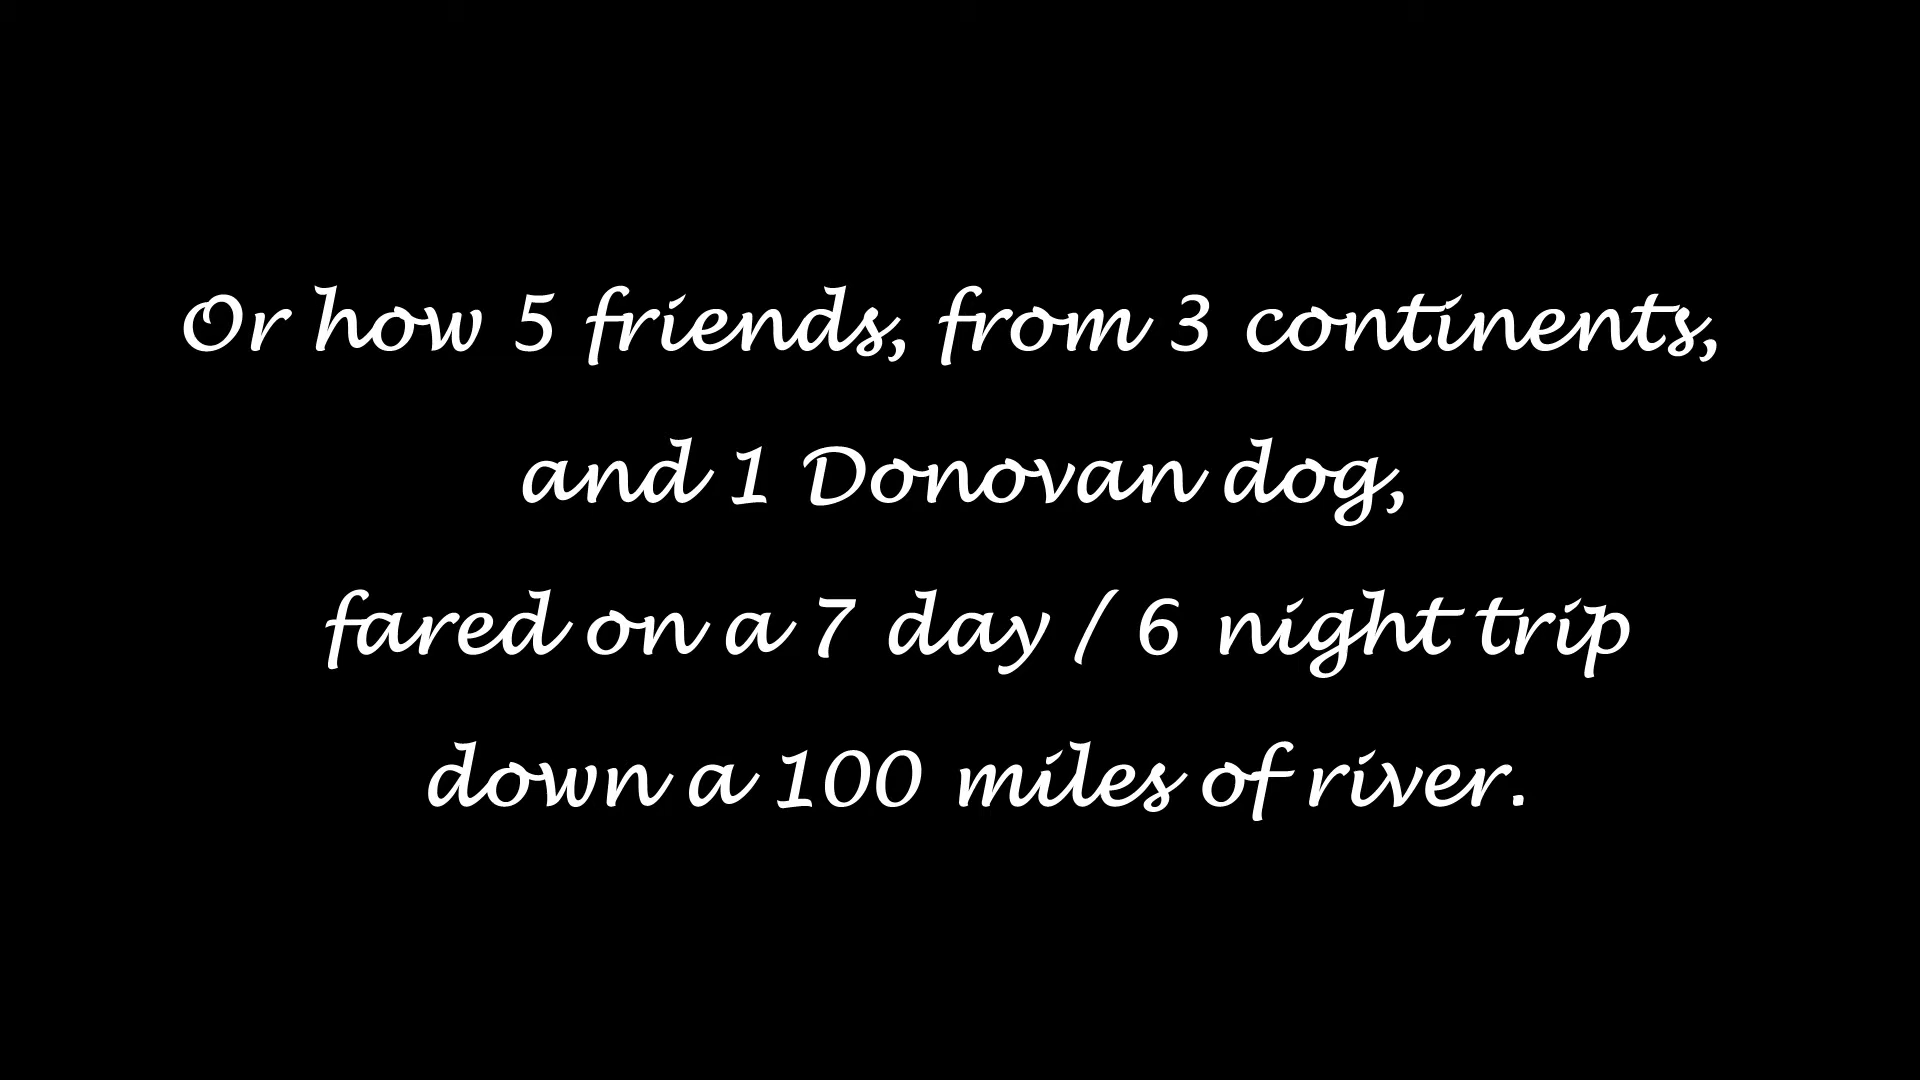 Or how 5 friends, from 3 continents,
and 1 Donovan dog,
fared on a 7 day / 6 night trip
down a 100 miles of river.